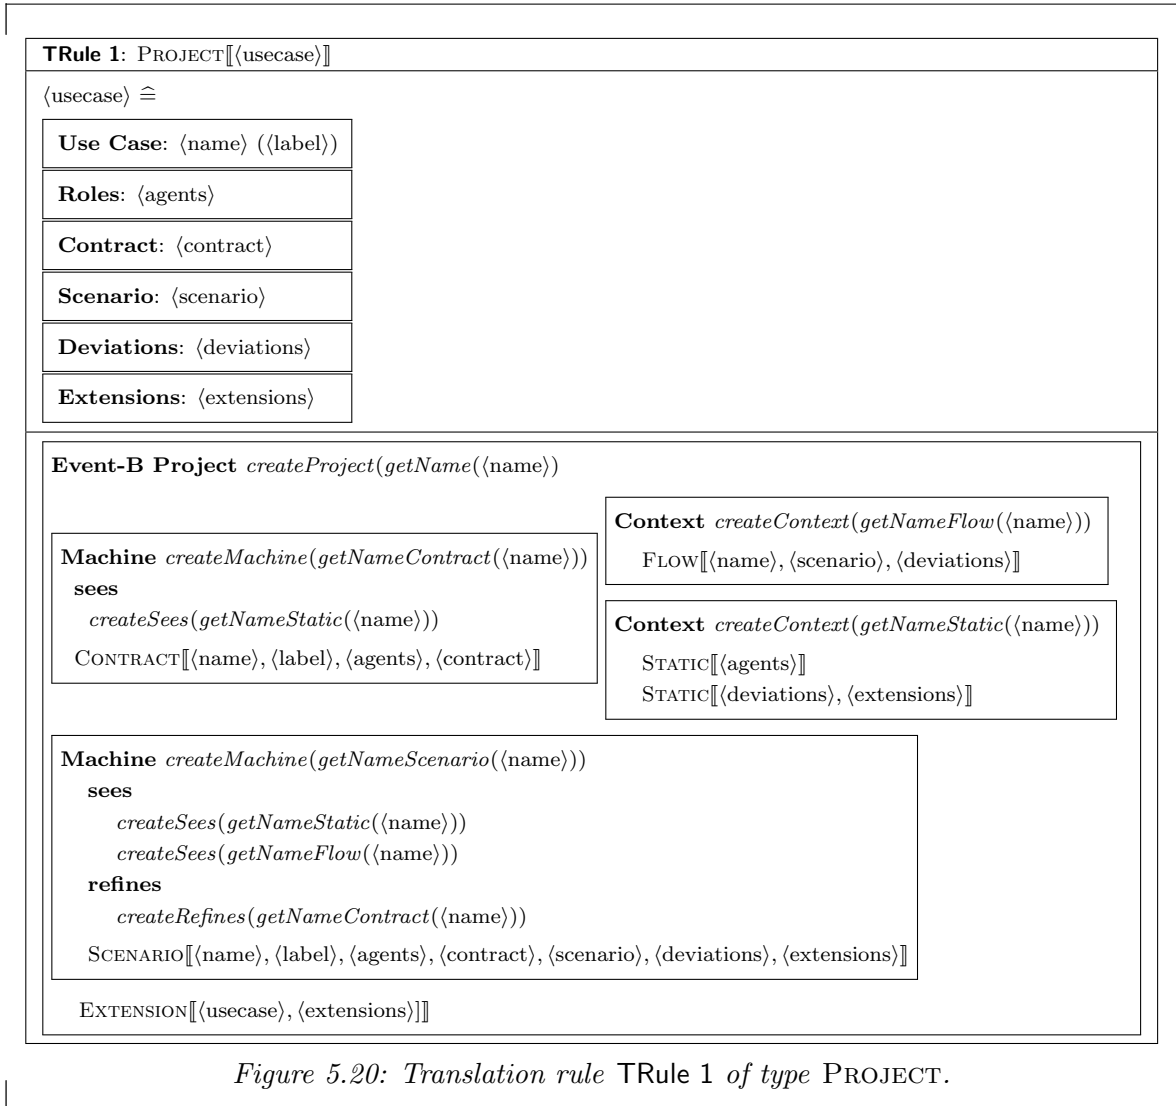 TRule 1: PROJECT⟦⟨usecase⟩⟧
⟨usecase⟩ ≙
Use Case: ⟨name⟩ (⟨label⟩)
Roles: ⟨agents⟩
Contract: ⟨contract⟩
Scenario: ⟨scenario⟩
Deviations: ⟨deviations⟩
Extensions: ⟨extensions⟩
Event-B Project createProject(getName(⟨name⟩)
Machine createMachine(getNameContract(⟨name⟩))
sees
createSees(getNameStatic(⟨name⟩))
CONTRACT⟦⟨name⟩, ⟨label⟩, ⟨agents⟩, ⟨contract⟩⟧
Context createContext(getNameFlow(⟨name⟩))
FLOW⟦⟨name⟩, ⟨scenario⟩, ⟨deviations⟩⟧
Context createContext(getNameStatic(⟨name⟩))
STATIC⟦⟨agents⟩⟧
STATIC⟦⟨deviations⟩, ⟨extensions⟩⟧
Machine createMachine(getNameScenario(⟨name⟩))
sees
createSees(getNameStatic(⟨name⟩))
createSees(getNameFlow(⟨name⟩))
refines
createRefines(getNameContract(⟨name⟩))
SCENARIO⟦⟨name⟩, ⟨label⟩, ⟨agents⟩, ⟨contract⟩, ⟨scenario⟩, ⟨deviations⟩, ⟨extensions⟩⟧
EXTENSION⟦⟨usecase⟩, ⟨extensions⟩]⟧
Figure 5.20: Translation rule TRule 1 of type PROJECT.